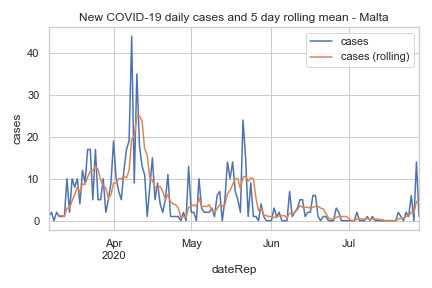 New COVID-19 daily cases and 5 day rolling mean - Malta
cases
cases (rolling)
cases
40
30
20
10
0
Apr
2020
May
Jun
Jul
dateRep